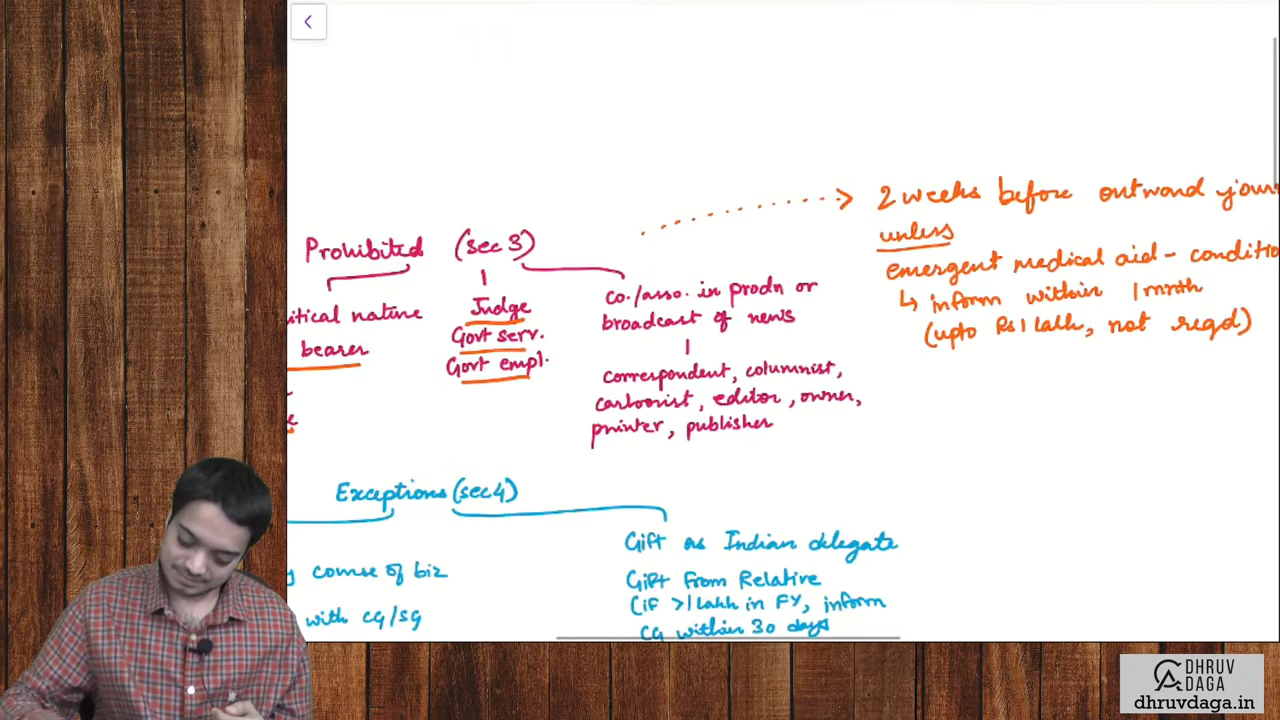 2 weeks before outward jour
unless
emergent medical aid - conditio
↳ inform within 1 month
(upto Rs 1 lakh, not reqd)
Prohibited (sec 3)
itical nature
bearer
e
Judge
Govt serv.
Govt empl.
co./asso. in prodn or
broadcast of news
correspondent, columnist,
cartoonist, editor, owner,
printer, publisher
Exceptions (sec 4)
course of biz
with CG/SG
Gift as Indian delegate
Gift from Relative
(if >1 lakh in FY, inform
CG within 30 days
DHRUV
DAGA
dhruvdaga.in